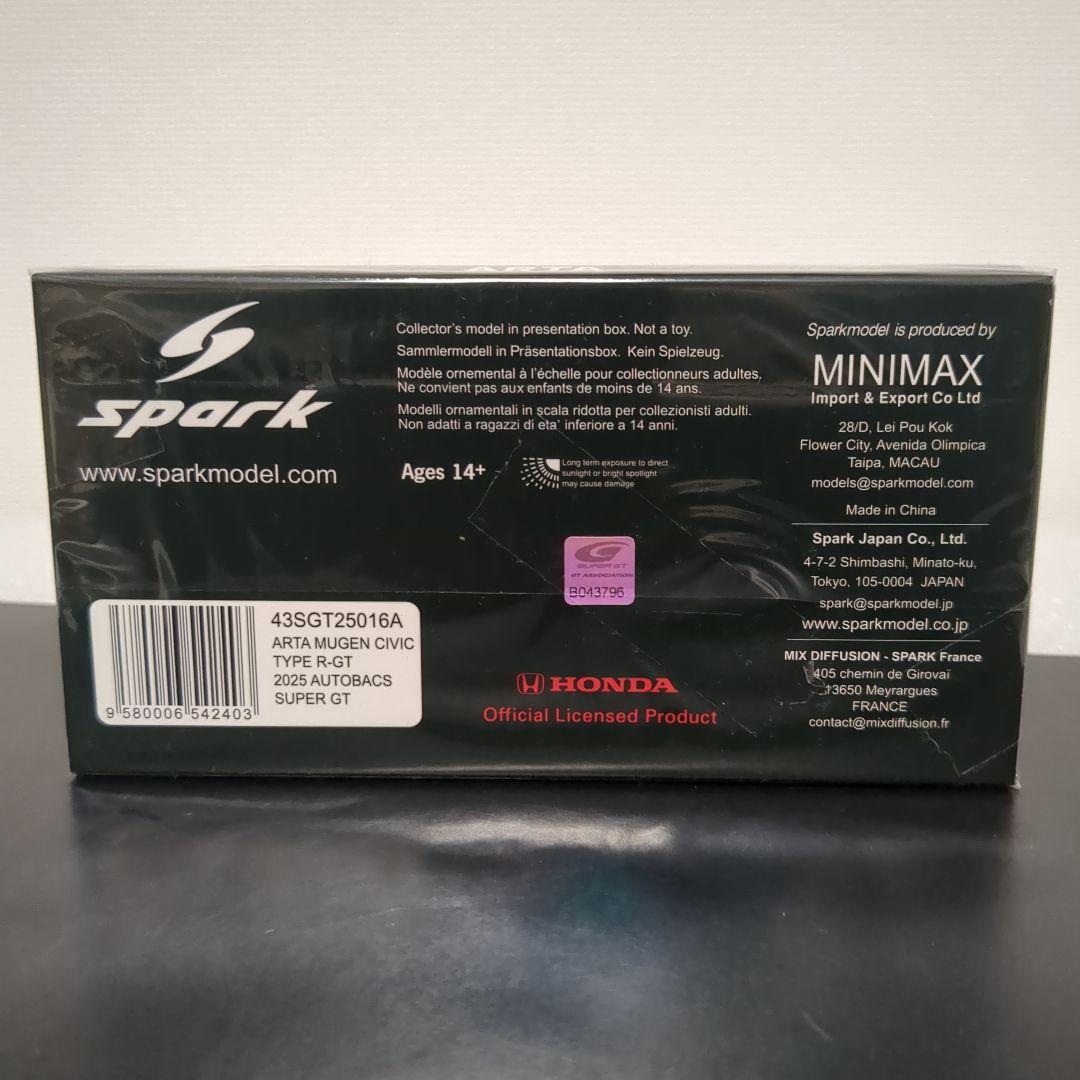 ARTA
spark
www.sparkmodel.com
Collector's model in presentation box. Not a toy.
Sammlermodell in Präsentationsbox. Kein Spielzeug.
Modèle ornemental à l'échelle pour collectionneurs adultes.
Ne convient pas aux enfants de moins de 14 ans.
Modelli ornamentali in scala ridotta per collezionisti adulti.
Non adatti a ragazzi di eta' inferiore a 14 anni.
Ages 14+
Long term exposure to direct
sunlight or bright spotlight
may cause damage
SUPER GT
GT ASSOCIATION
B043796
43SGT25016A
ARTA MUGEN CIVIC
TYPE R-GT
2025 AUTOBACS
SUPER GT
9 580006 542403
HONDA
Official Licensed Product
Sparkmodel is produced by
MINIMAX
Import & Export Co Ltd
28/D, Lei Pou Kok
Flower City, Avenida Olimpica
Taipa, MACAU
models@sparkmodel.com
Made in China
Spark Japan Co., Ltd.
4-7-2 Shimbashi, Minato-ku,
Tokyo, 105-0004 JAPAN
spark@sparkmodel.jp
www.sparkmodel.co.jp
MIX DIFFUSION - SPARK France
405 chemin de Girovaï
13650 Meyrargues
FRANCE
contact@mixdiffusion.fr